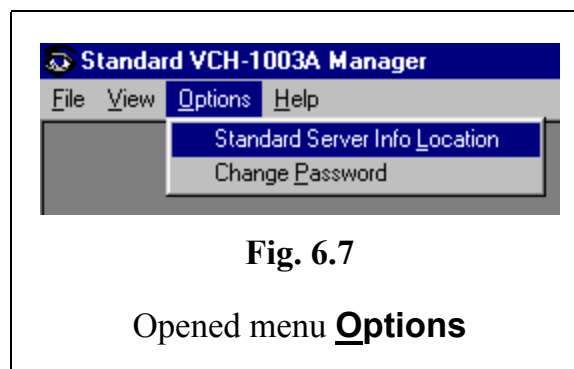 Standard VCH-1003A Manager
File View Options Help
Standard Server Info Location
Change Password
Fig. 6.7
Opened menu Options